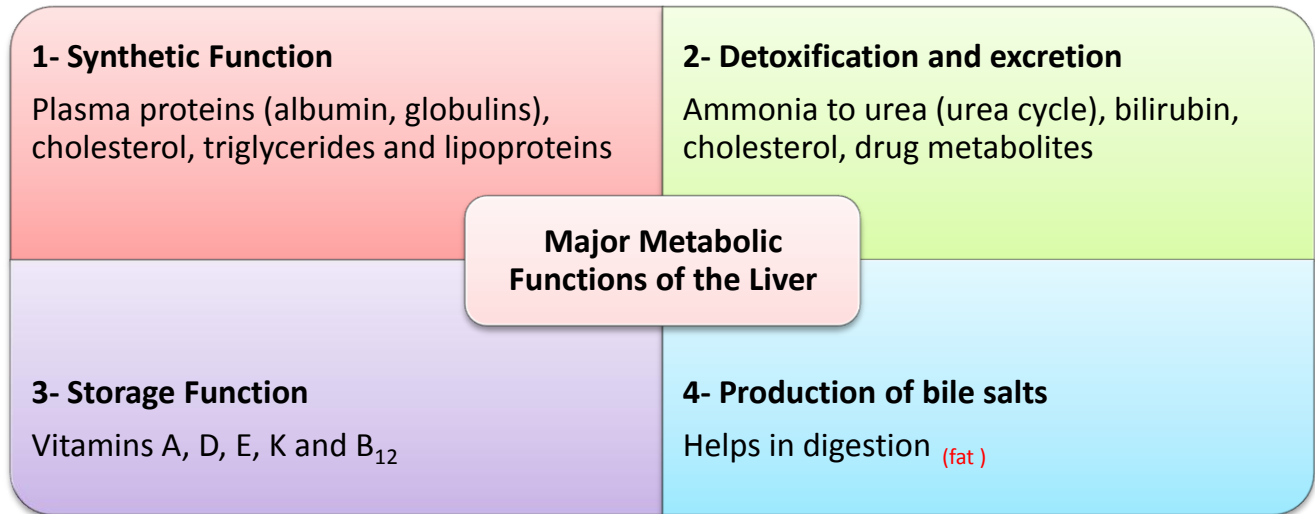 1- Synthetic Function
Plasma proteins (albumin, globulins),
cholesterol, triglycerides and lipoproteins
2- Detoxification and excretion
Ammonia to urea (urea cycle), bilirubin,
cholesterol, drug metabolites
Major Metabolic
Functions of the Liver
3- Storage Function
Vitamins A, D, E, K and B₁₂
4- Production of bile salts
Helps in digestion (fat )